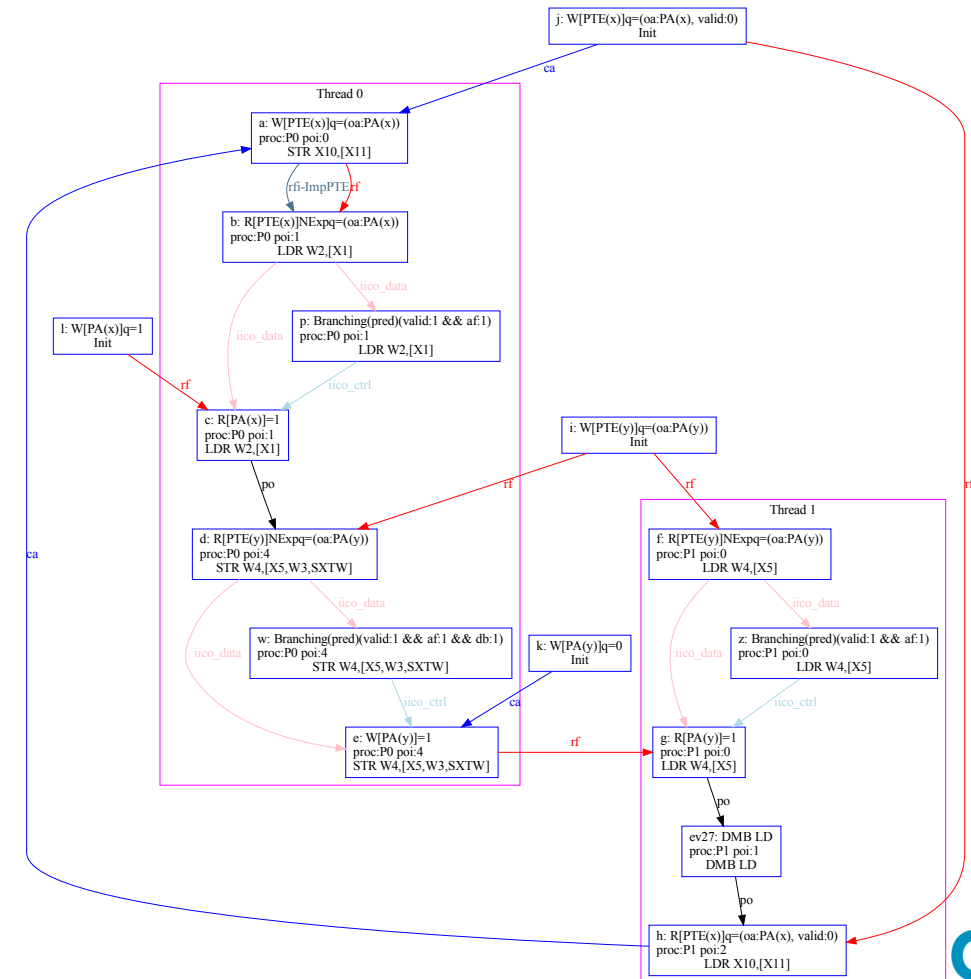 j: W[PTE(x)]q=(oa:PA(x), valid:0)
Init
ca
Thread 0
a: W[PTE(x)]q=(oa:PA(x))
proc:P0 poi:0
STR X10,[X11]
rfi-ImpPTE
rf
b: R[PTE(x)]NExpq=(oa:PA(x))
proc:P0 poi:1
LDR W2,[X1]
iico_data
iico_data
p: Branching(pred)(valid:1 && af:1)
proc:P0 poi:1
LDR W2,[X1]
l: W[PA(x)]q=1
Init
rf
iico_ctrl
c: R[PA(x)]=1
proc:P0 poi:1
LDR W2,[X1]
i: W[PTE(y)]q=(oa:PA(y))
Init
po
rf
rf
rf
Thread 1
d: R[PTE(y)]NExpq=(oa:PA(y))
proc:P0 poi:4
STR W4,[X5,W3,SXTW]
f: R[PTE(y)]NExpq=(oa:PA(y))
proc:P1 poi:0
LDR W4,[X5]
ca
iico_data
iico_data
iico_data
iico_data
w: Branching(pred)(valid:1 && af:1 && db:1)
proc:P0 poi:4
STR W4,[X5,W3,SXTW]
k: W[PA(y)]q=0
Init
z: Branching(pred)(valid:1 && af:1)
proc:P1 poi:0
LDR W4,[X5]
iico_ctrl
ca
iico_ctrl
e: W[PA(y)]=1
proc:P0 poi:4
STR W4,[X5,W3,SXTW]
rf
g: R[PA(y)]=1
proc:P1 poi:0
LDR W4,[X5]
po
ev27: DMB LD
proc:P1 poi:1
DMB LD
po
h: R[PTE(x)]q=(oa:PA(x), valid:0)
proc:P1 poi:2
LDR X10,[X11]